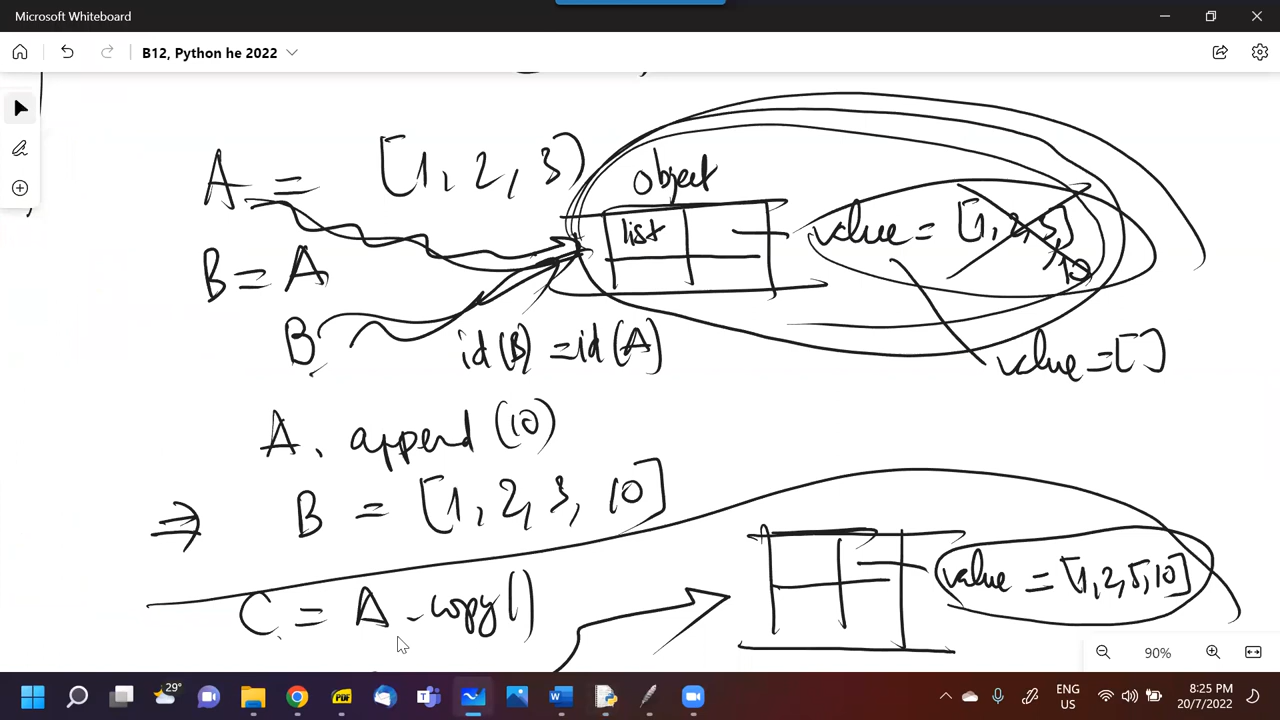 Microsoft Whiteboard
B12, Python he 2022
A = [1, 2, 3)
object
list
value = [1, 2, 3]
, 10
B = A
B
id(B) = id(A)
value = []
A. append (10)
⇒ B = [1, 2, 3, 10]
C = A.copy()
value = [1, 2, 5, 10]
90%
29°
PDF
ENG
US
8:25 PM
20/7/2022